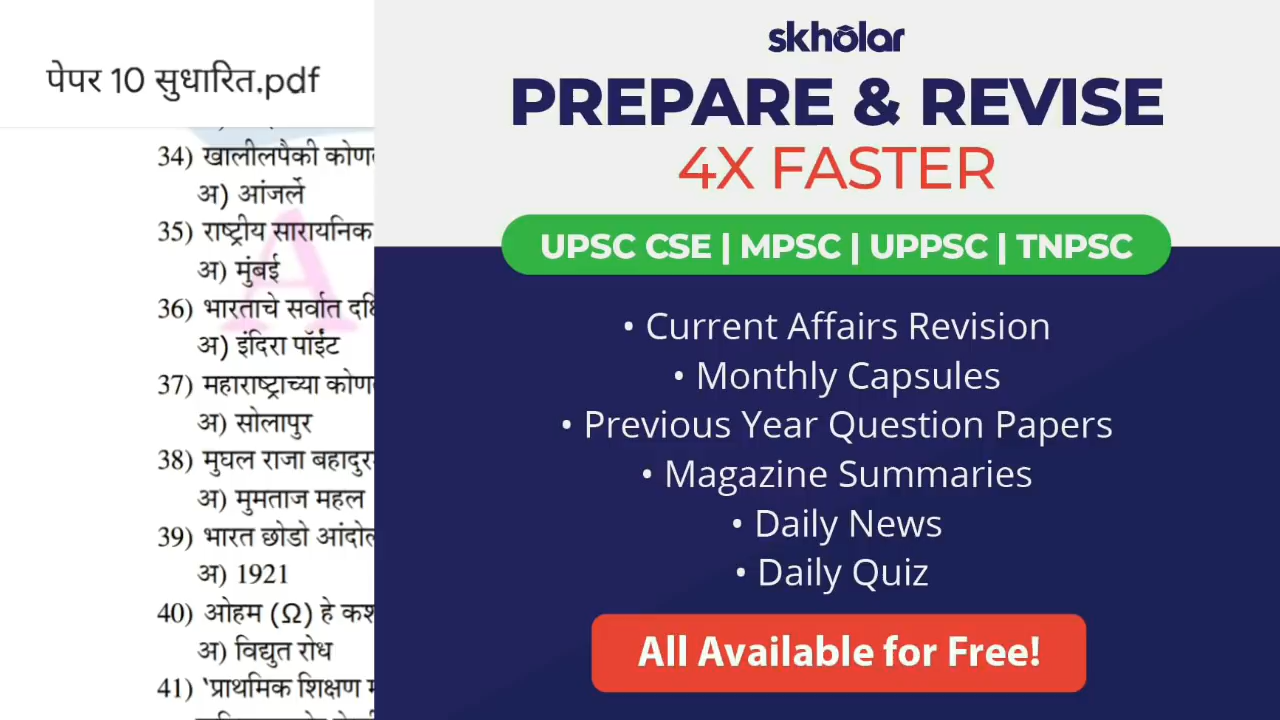 पेपर 10 सुधारित.pdf
34) खालीलपैकी
अ) आंजर्ले
35) राष्ट्रीय सारायनिक
अ) मुंबई
36) भारताचे सर्वात
अ) इंदिरा पॉईंट
37) महाराष्ट्राच्या
अ) सोलापुर
38) मुघल राजा
अ) मुमताज महल
39) भारत छोडो
अ) 1921
40) ओहम (Ω) हे
अ) विद्युत रोध
41) 'प्राथमिक शिक्षण
skholar
PREPARE & REVISE
4X FASTER
UPSC CSE | MPSC | UPPSC | TNPSC
• Current Affairs Revision
• Monthly Capsules
• Previous Year Question Papers
• Magazine Summaries
• Daily News
• Daily Quiz
All Available for Free!